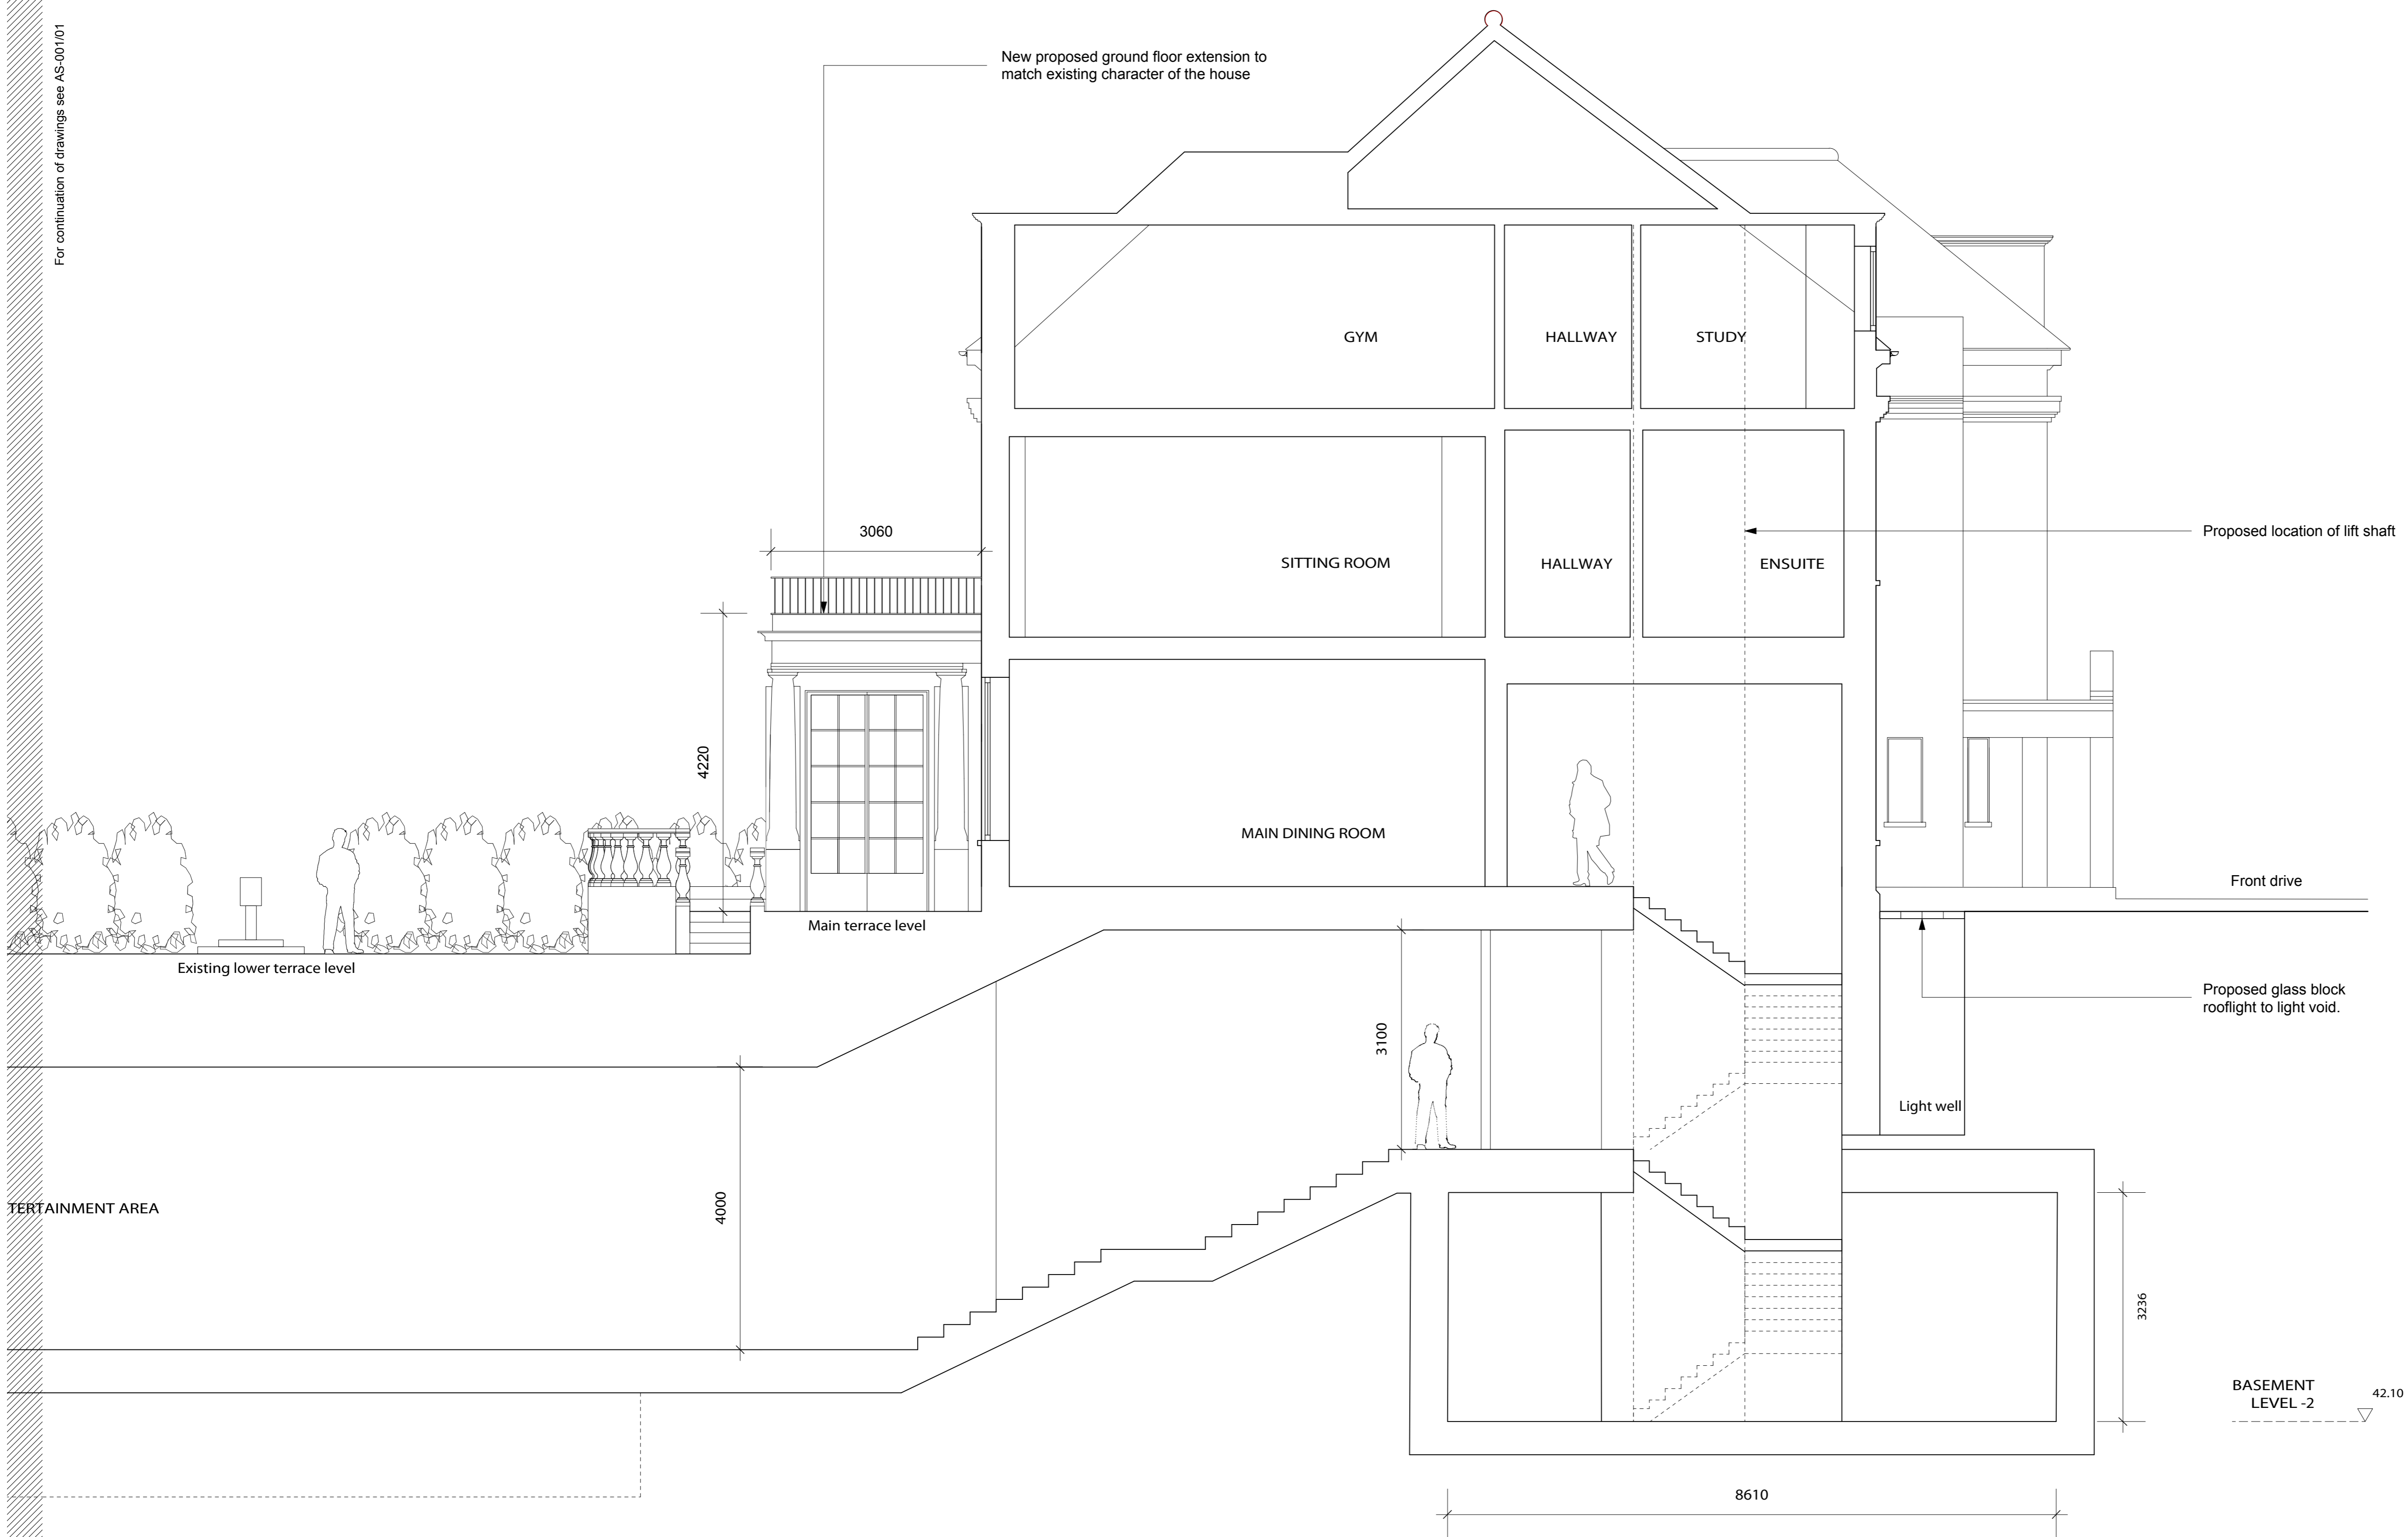 For continuation of drawings see AS-001/01
New proposed ground floor extension to
match existing character of the house
GYM
HALLWAY
STUDY
3060
Proposed location of lift shaft
SITTING ROOM
HALLWAY
ENSUITE
4220
MAIN DINING ROOM
Front drive
Main terrace level
Existing lower terrace level
Proposed glass block
rooflight to light void.
3100
Light well
4000
TERTAINMENT AREA
3236
BASEMENT
LEVEL -2
42.10
8610